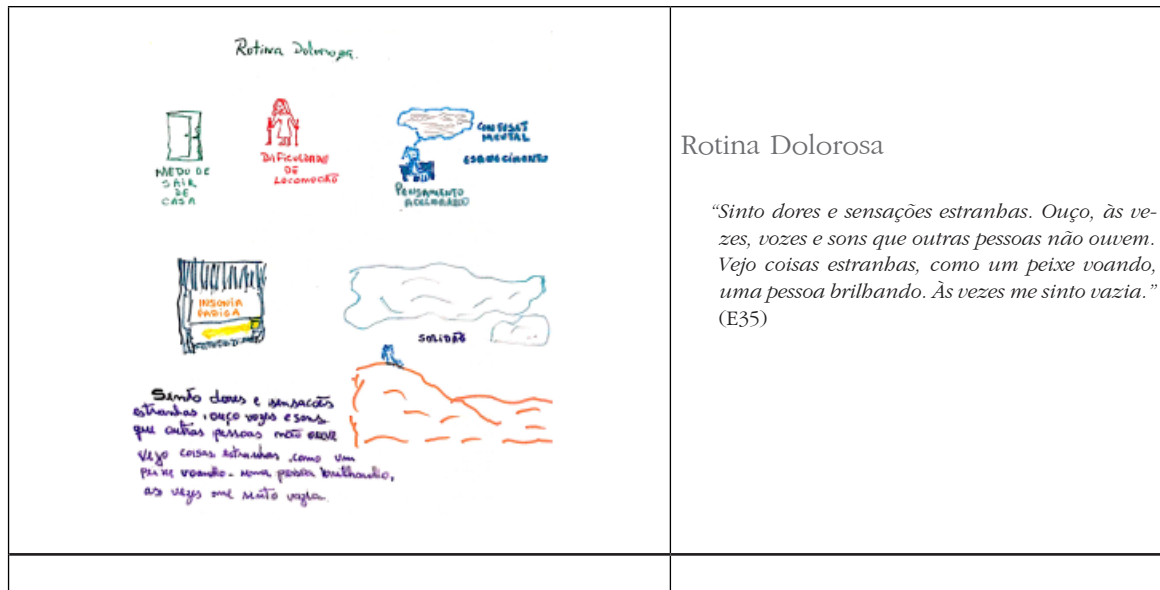 Rotina Dolorosa.
MEDO DE
SAIR
DE
CASA
DIFICULDADE
DE
LOCOMOÇÃO
CONFUSÃO
MENTAL
ESQUECIMENTO
PENSAMENTO
ACELERADO
INSONIA
FADIGA
SOLIDÃO
Sinto dores e sensações
estranhas, ouço vozes e sons
que outras pessoas não ouve
vejo coisas estranhas, como um
peixe voando - uma pessoa brilhando,
as vezes me sinto vazia.
Rotina Dolorosa
“Sinto dores e sensações estranhas. Ouço, às ve-
zes, vozes e sons que outras pessoas não ouvem.
Vejo coisas estranhas, como um peixe voando,
uma pessoa brilhando. Às vezes me sinto vazia.”
(E35)